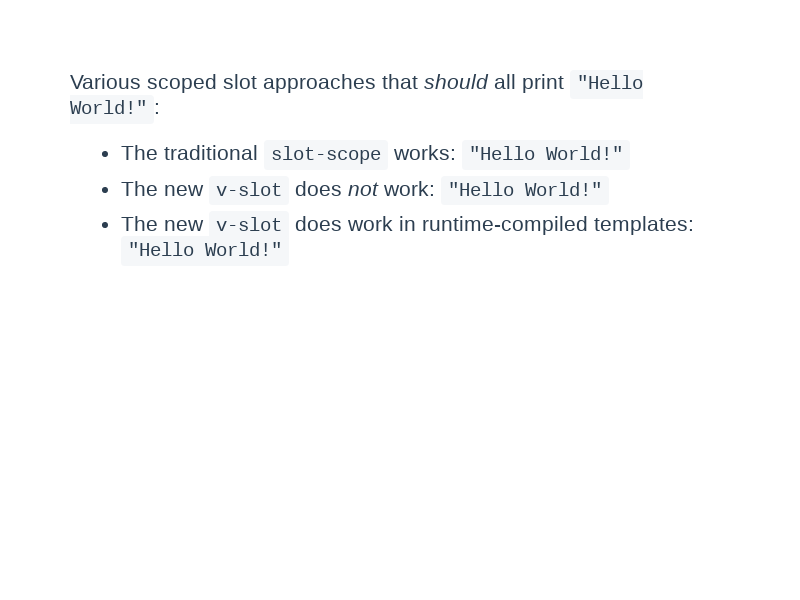 Various scoped slot approaches that should all print "Hello
World!" :
• The traditional slot-scope works: "Hello World!"
• The new v-slot does not work: "Hello World!"
• The new v-slot does work in runtime-compiled templates:
"Hello World!"